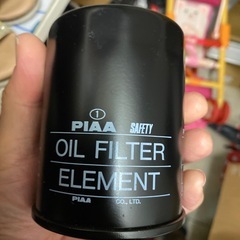 1
PIAA SAFETY
OIL FILTER
ELEMENT
PIAA CO., LTD.